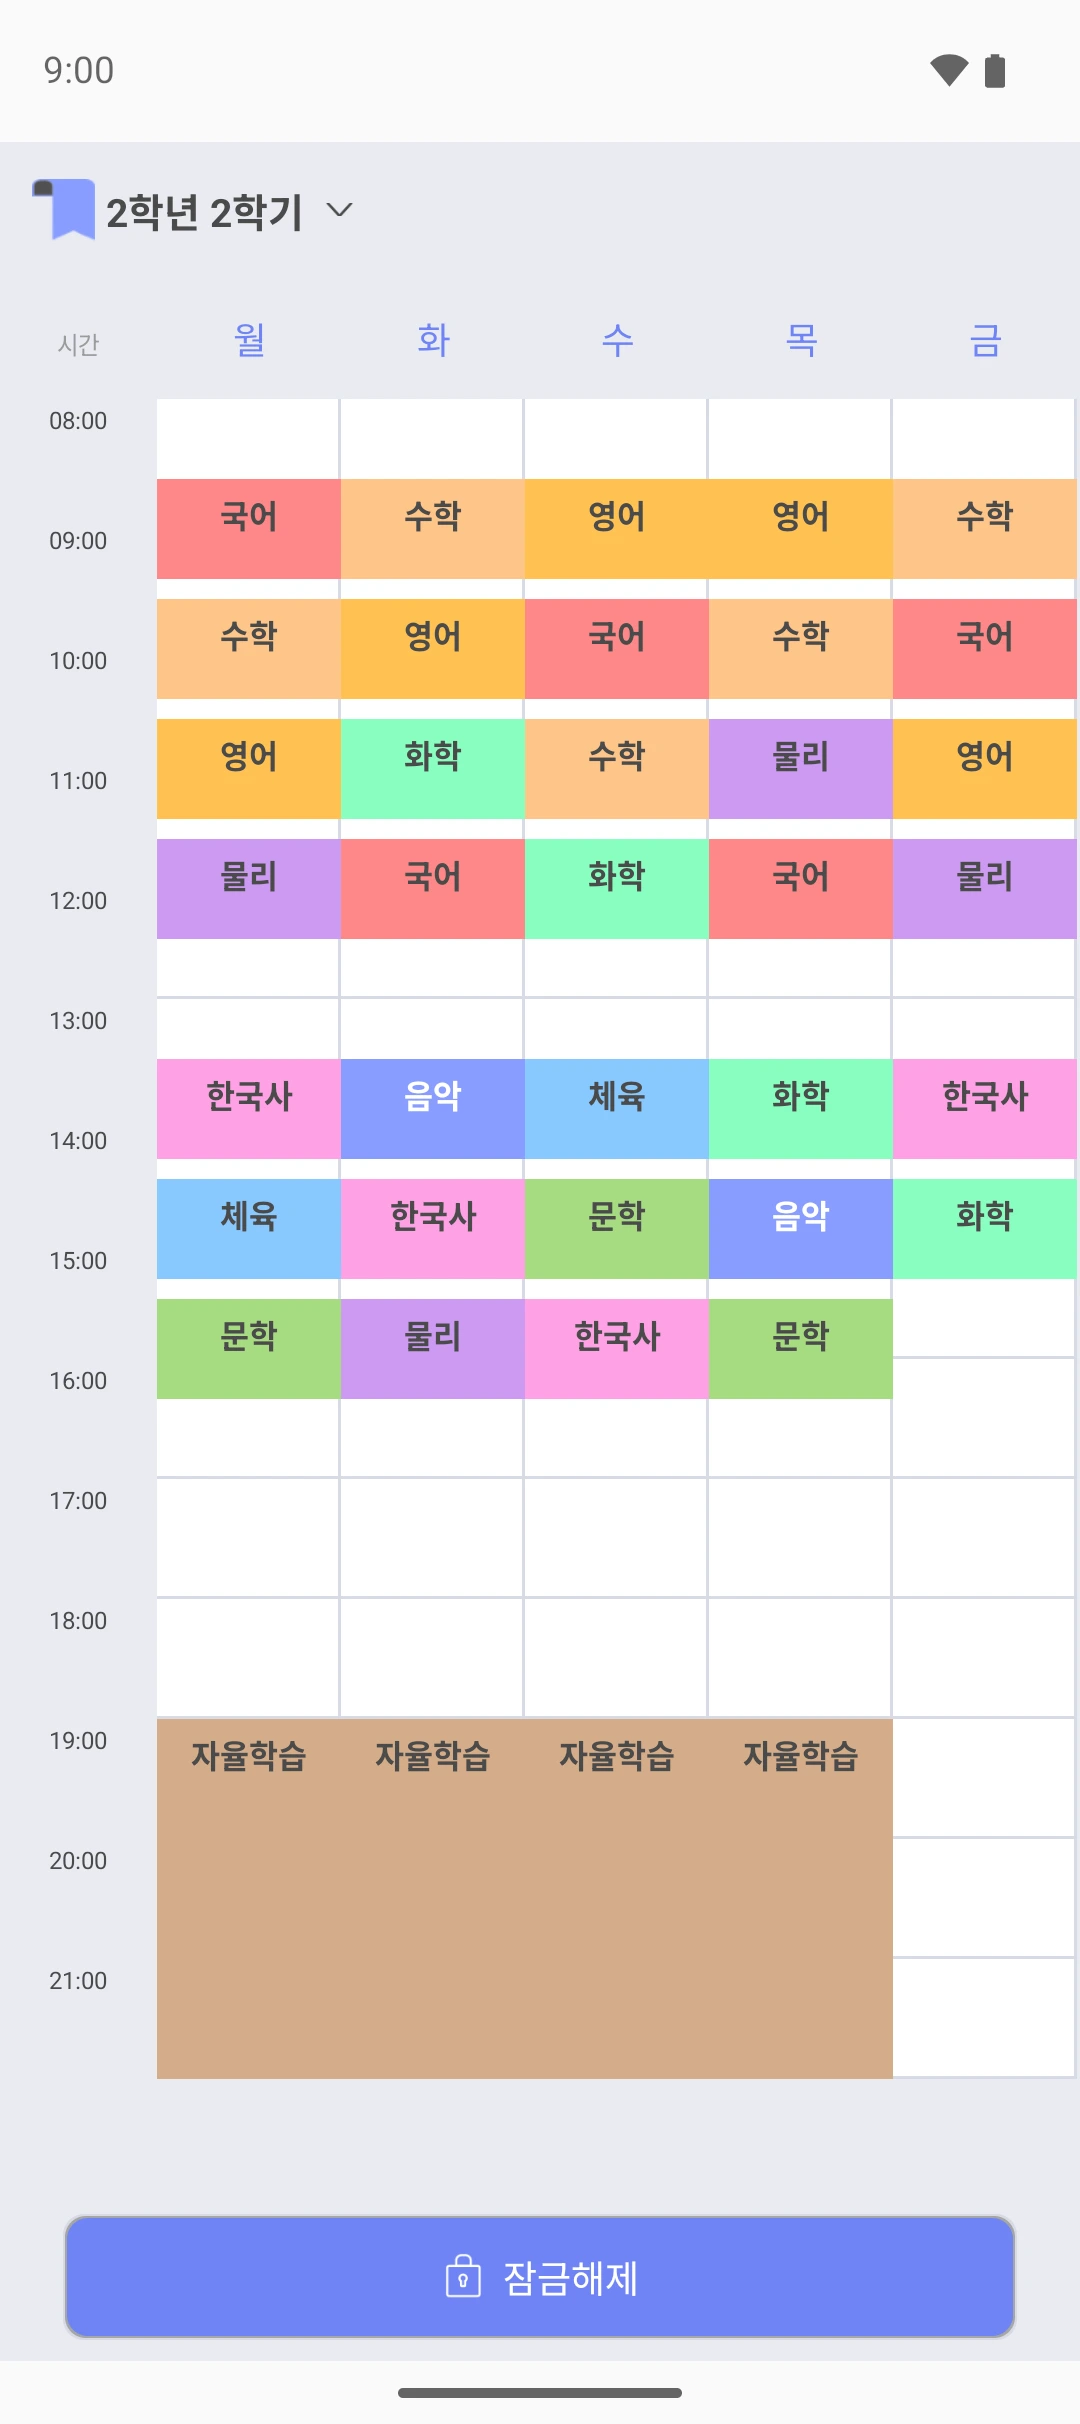 9:00
2학년 2학기
시간 월 화 수 목 금
08:00
국어 수학 영어 영어 수학
09:00
수학 영어 국어 수학 국어
10:00
영어 화학 수학 물리 영어
11:00
물리 국어 화학 국어 물리
12:00
13:00
한국사 음악 체육 화학 한국사
14:00
체육 한국사 문학 음악 화학
15:00
문학 물리 한국사 문학
16:00
17:00
18:00
19:00 자율학습 자율학습 자율학습 자율학습
20:00
21:00
잠금해제